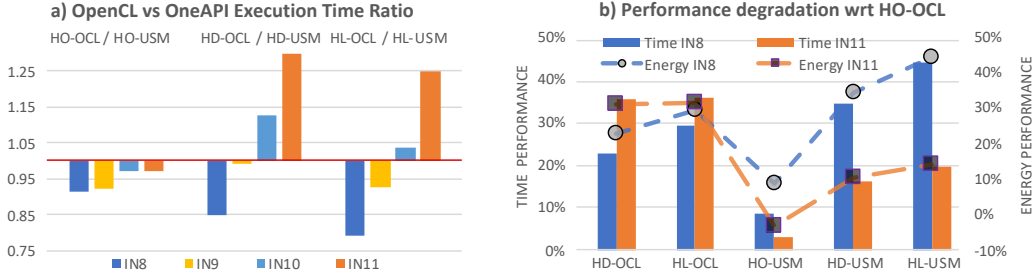 a) OpenCL vs OneAPI Execution Time Ratio
HO-OCL / HO-USM HD-OCL / HD-USM HL-OCL / HL-USM
1.25
1.15
1.05
0.95
0.85
0.75
IN8 IN9 IN10 IN11
b) Performance degradation wrt HO-OCL
Time IN8 Time IN11
Energy IN8 Energy IN11
TIME PERFORMANCE
50%
40%
30%
20%
10%
0%
HD-OCL HL-OCL HO-USM HD-USM HL-USM
50%
40%
30%
20%
10%
0%
-10%
ENERGY PERFORMANCE